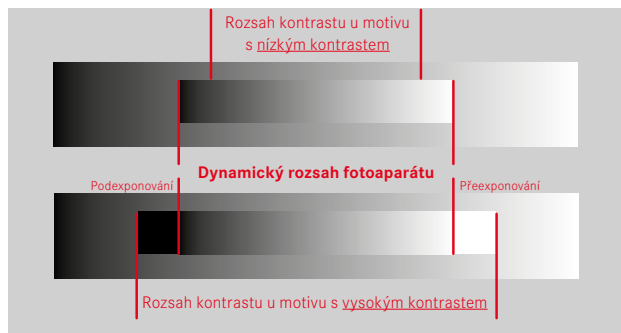 Rozsah kontrastu u motivu
s nízkým kontrastem
Dynamický rozsah fotoaparátu
Podexponování
Přeexponování
Rozsah kontrastu u motivu s vysokým kontrastem